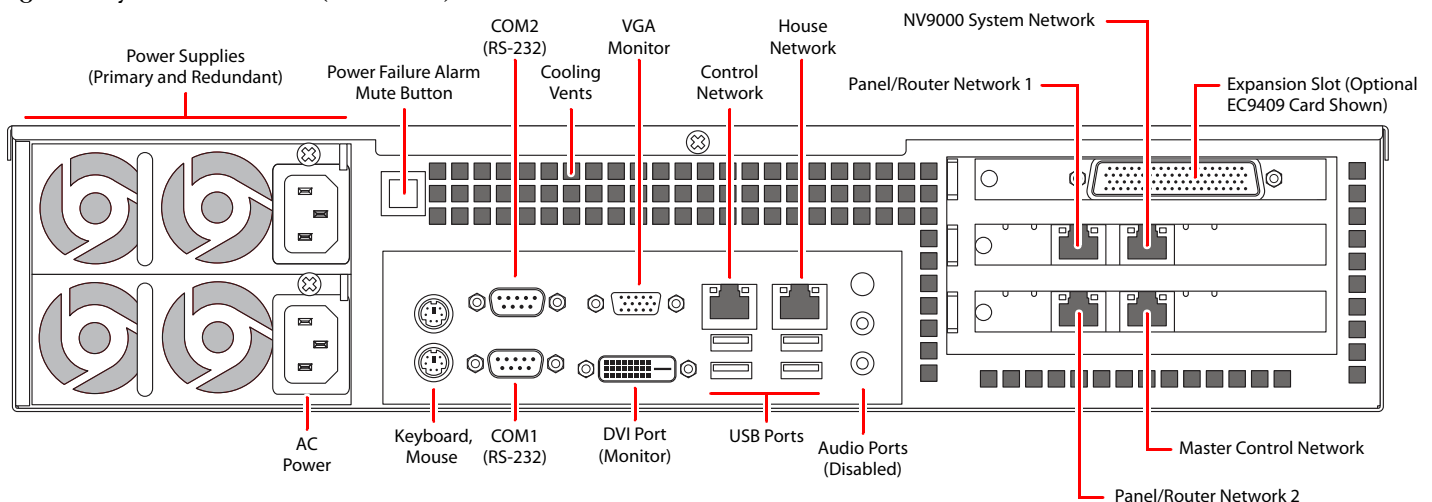 COM2
(RS-232)
VGA
Monitor
House
Network
NV9000 System Network
Power Supplies
(Primary and Redundant)
Power Failure Alarm
Mute Button
Cooling
Vents
Control
Network
Panel/Router Network 1
Expansion Slot (Optional
EC9409 Card Shown)
AC
Power
Keyboard,
Mouse
COM1
(RS-232)
DVI Port
(Monitor)
USB Ports
Audio Ports
(Disabled)
Master Control Network
Panel/Router Network 2